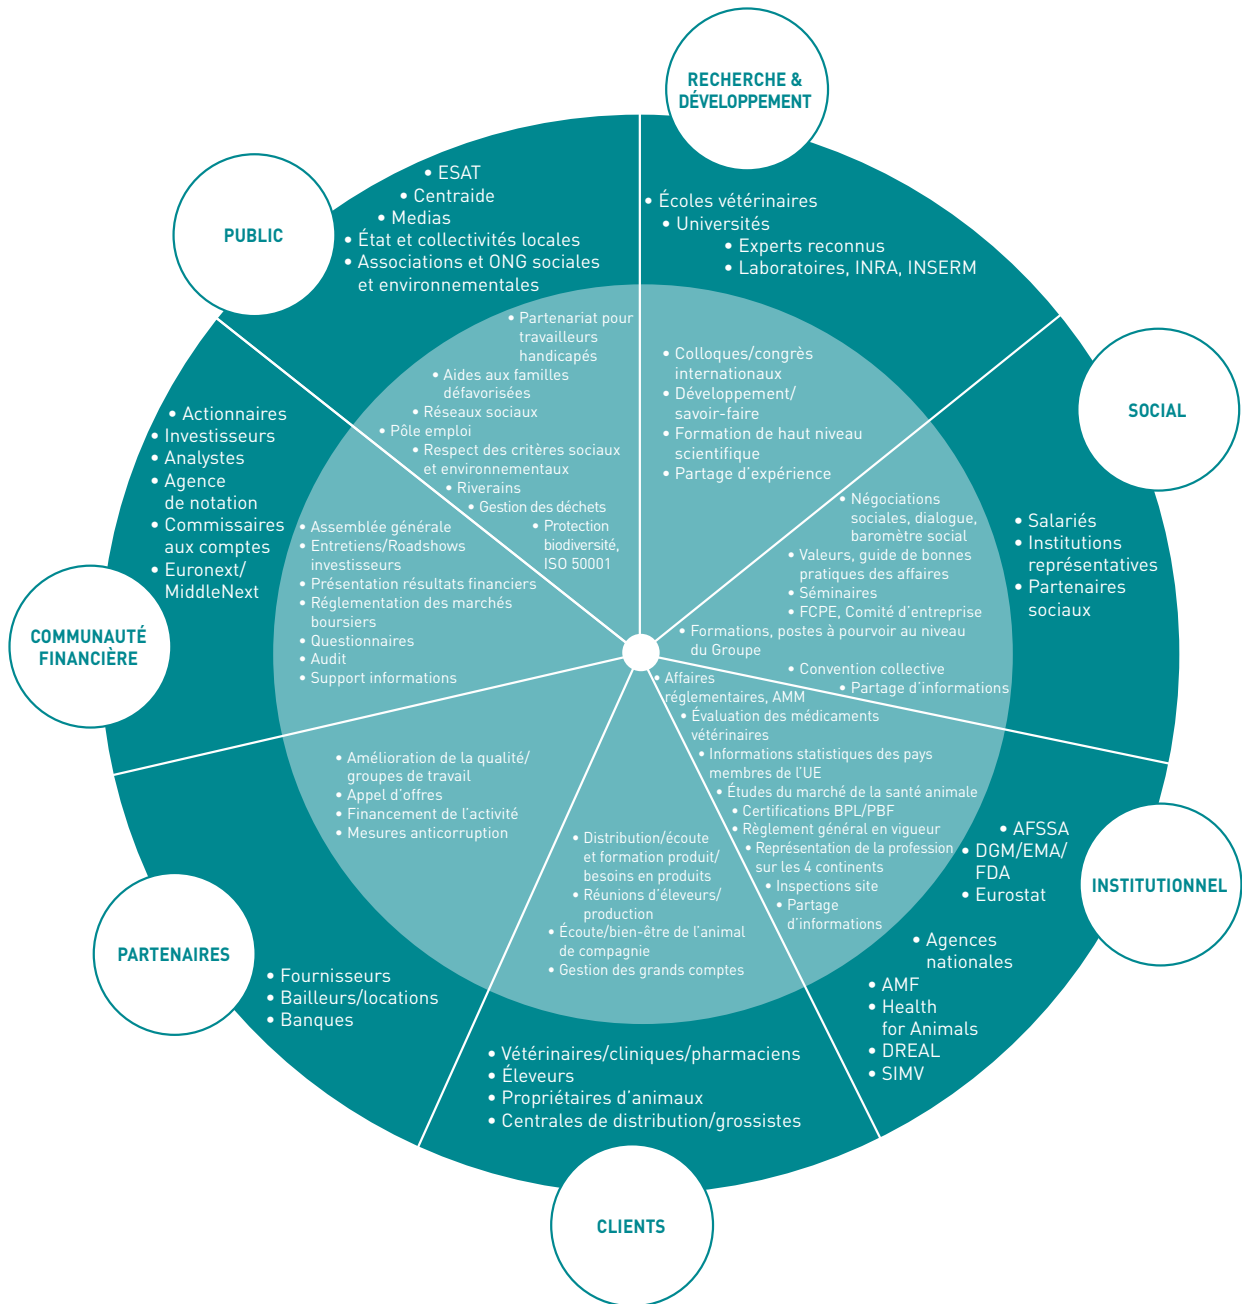 RECHERCHE &
DÉVELOPPEMENT
• Écoles vétérinaires
• Universités
• Experts reconnus
• Laboratoires, INRA, INSERM
• Colloques/congrès
internationaux
• Développement/
savoir-faire
• Formation de haut niveau
scientifique
• Partage d'expérience
SOCIAL
• Salariés
• Institutions
représentatives
• Partenaires
sociaux
• Négociations
sociales, dialogue,
baromètre social
• Valeurs, guide de bonnes
pratiques des affaires
• Séminaires
• FCPE, Comité d'entreprise
• Formations, postes à pourvoir au niveau
du Groupe
• Convention collective
• Partage d'informations
INSTITUTIONNEL
• AFSSA
• DGM/EMA/
FDA
• Eurostat
• Agences
nationales
• AMF
• Health
for Animals
• DREAL
• SIMV
• Affaires
réglementaires, AMM
• Évaluation des médicaments
vétérinaires
• Informations statistiques des pays
membres de l'UE
• Études du marché de la santé animale
• Certifications BPL/PBF
• Règlement général en vigueur
• Représentation de la profession
sur les 4 continents
• Inspections site
• Partage
d'informations
CLIENTS
• Vétérinaires/cliniques/pharmaciens
• Éleveurs
• Propriétaires d'animaux
• Centrales de distribution/grossistes
• Distribution/écoute
et formation produit/
besoins en produits
• Réunions d'éleveurs/
production
• Écoute/bien-être de l'animal
de compagnie
• Gestion des grands comptes
PARTENAIRES
• Fournisseurs
• Bailleurs/locations
• Banques
• Amélioration de la qualité/
groupes de travail
• Appel d'offres
• Financement de l'activité
• Mesures anticorruption
COMMUNAUTÉ
FINANCIÈRE
• Actionnaires
• Investisseurs
• Analystes
• Agence
de notation
• Commissaires
aux comptes
• Euronext/
MiddleNext
• Assemblée générale
• Entretiens/Roadshows
investisseurs
• Présentation résultats financiers
• Réglementation des marchés
boursiers
• Questionnaires
• Audit
• Support informations
PUBLIC
• ESAT
• Centraide
• Medias
• État et collectivités locales
• Associations et ONG sociales
et environnementales
• Partenariat pour
travailleurs
handicapés
• Aides aux familles
défavorisées
• Réseaux sociaux
• Pôle emploi
• Respect des critères sociaux
et environnementaux
• Riverains
• Gestion des déchets
• Protection
biodiversité,
ISO 50001